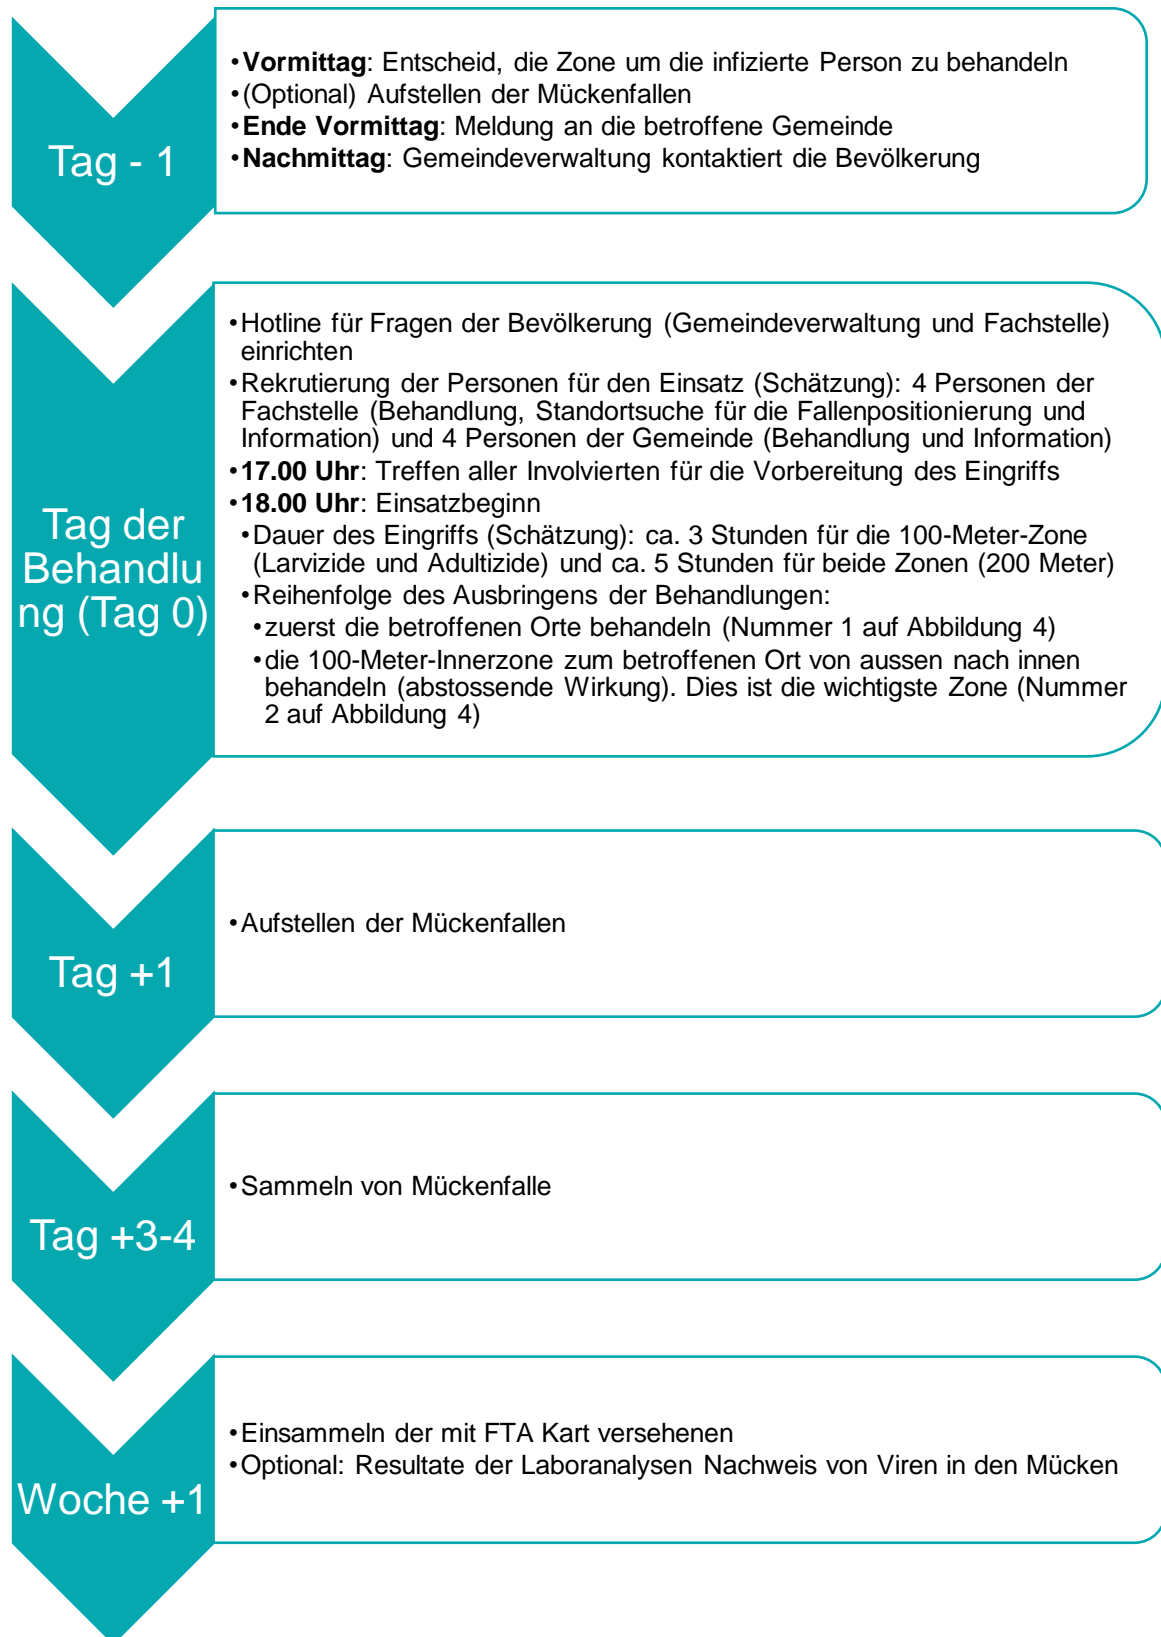 Tag - 1
•Vormittag: Entscheid, die Zone um die infizierte Person zu behandeln
•(Optional) Aufstellen der Mückenfallen
•Ende Vormittag: Meldung an die betroffene Gemeinde
•Nachmittag: Gemeindeverwaltung kontaktiert die Bevölkerung
Tag der
Behandlu
ng (Tag 0)
•Hotline für Fragen der Bevölkerung (Gemeindeverwaltung und Fachstelle)
einrichten
•Rekrutierung der Personen für den Einsatz (Schätzung): 4 Personen der
Fachstelle (Behandlung, Standortsuche für die Fallenpositionierung und
Information) und 4 Personen der Gemeinde (Behandlung und Information)
•17.00 Uhr: Treffen aller Involvierten für die Vorbereitung des Eingriffs
•18.00 Uhr: Einsatzbeginn
•Dauer des Eingriffs (Schätzung): ca. 3 Stunden für die 100-Meter-Zone
(Larvizide und Adultizide) und ca. 5 Stunden für beide Zonen (200 Meter)
•Reihenfolge des Ausbringens der Behandlungen:
•zuerst die betroffenen Orte behandeln (Nummer 1 auf Abbildung 4)
•die 100-Meter-Innerzone zum betroffenen Ort von aussen nach innen
behandeln (abstossende Wirkung). Dies ist die wichtigste Zone (Nummer
2 auf Abbildung 4)
Tag +1
•Aufstellen der Mückenfallen
Tag +3-4
•Sammeln von Mückenfalle
Woche +1
•Einsammeln der mit FTA Kart versehenen
•Optional: Resultate der Laboranalysen Nachweis von Viren in den Mücken